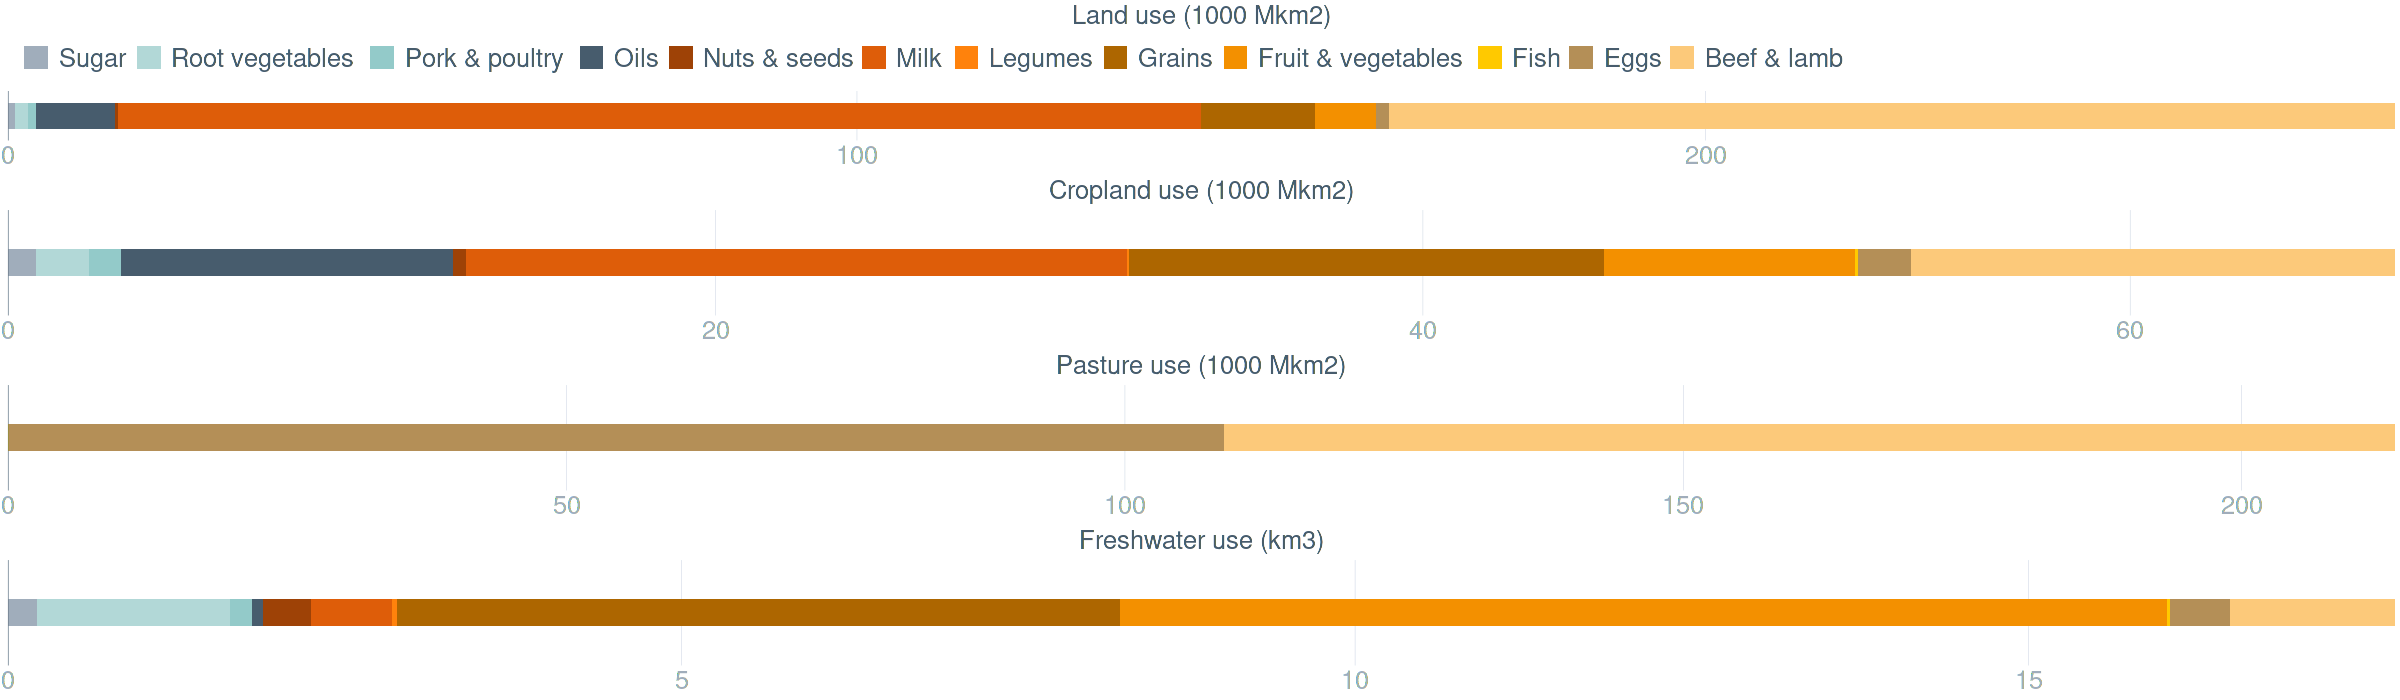 Land use (1000 Mkm2)
Sugar Root vegetables Pork & poultry Oils Nuts & seeds Milk Legumes Grains Fruit & vegetables Fish Eggs Beef & lamb
0 100 200
Cropland use (1000 Mkm2)
0 20 40 60
Pasture use (1000 Mkm2)
0 50 100 150 200
Freshwater use (km3)
0 5 10 15